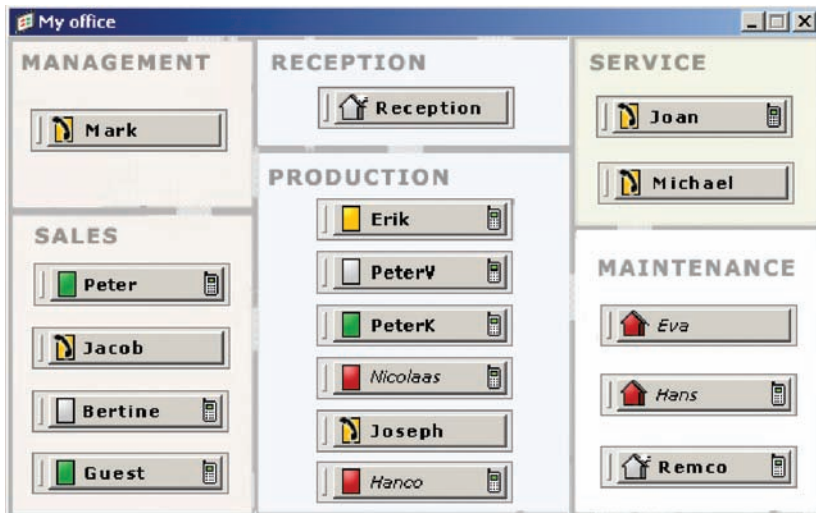 My office
MANAGEMENT
Mark
SALES
Peter
Jacob
Bertine
Guest
RECEPTION
Reception
PRODUCTION
Erik
PeterV
PeterK
Nicolaas
Joseph
Hanco
SERVICE
Joan
Michael
MAINTENANCE
Eva
Hans
Remco